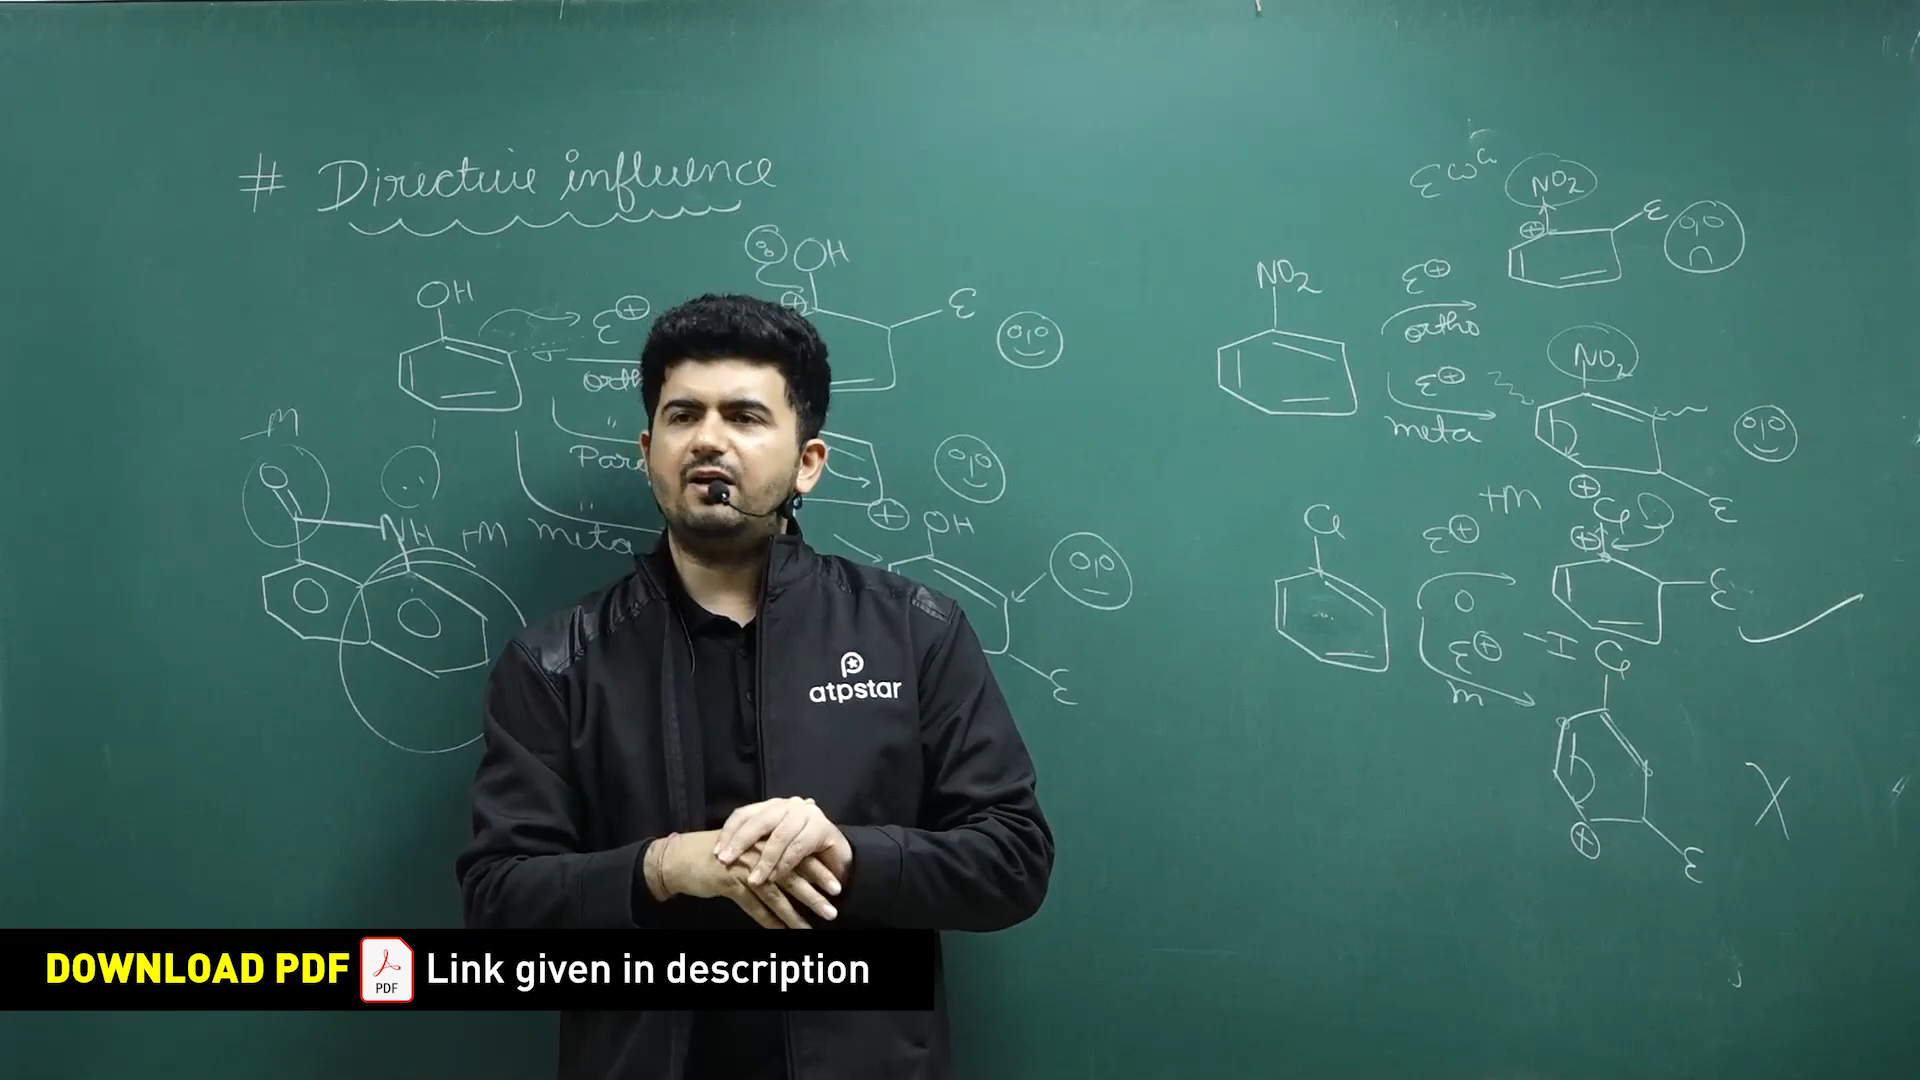 # Directive influence
OH
E⊕
ortho
OH
⊕
E
Para
⊕
meta
OH
E
-M
O
NH
+M
NO2
E⊕
ortho
NO2
⊕
E
E⊕
meta
NO2
⊕
E
Cl
E⊕
O
+M
Cl
⊕
E
E⊕
m
-I
Cl
⊕
E
X
atpstar
DOWNLOAD PDF
PDF
Link given in description